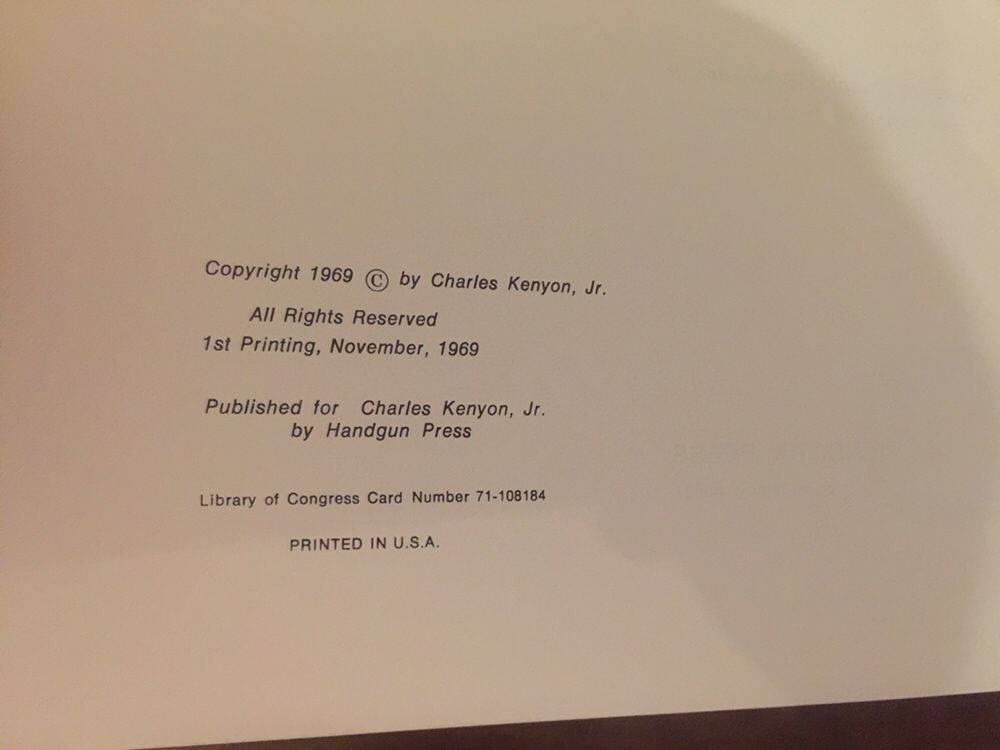 Copyright 1969 © by Charles Kenyon, Jr.
All Rights Reserved
1st Printing, November, 1969
Published for Charles Kenyon, Jr.
by Handgun Press
Library of Congress Card Number 71-108184
PRINTED IN U.S.A.